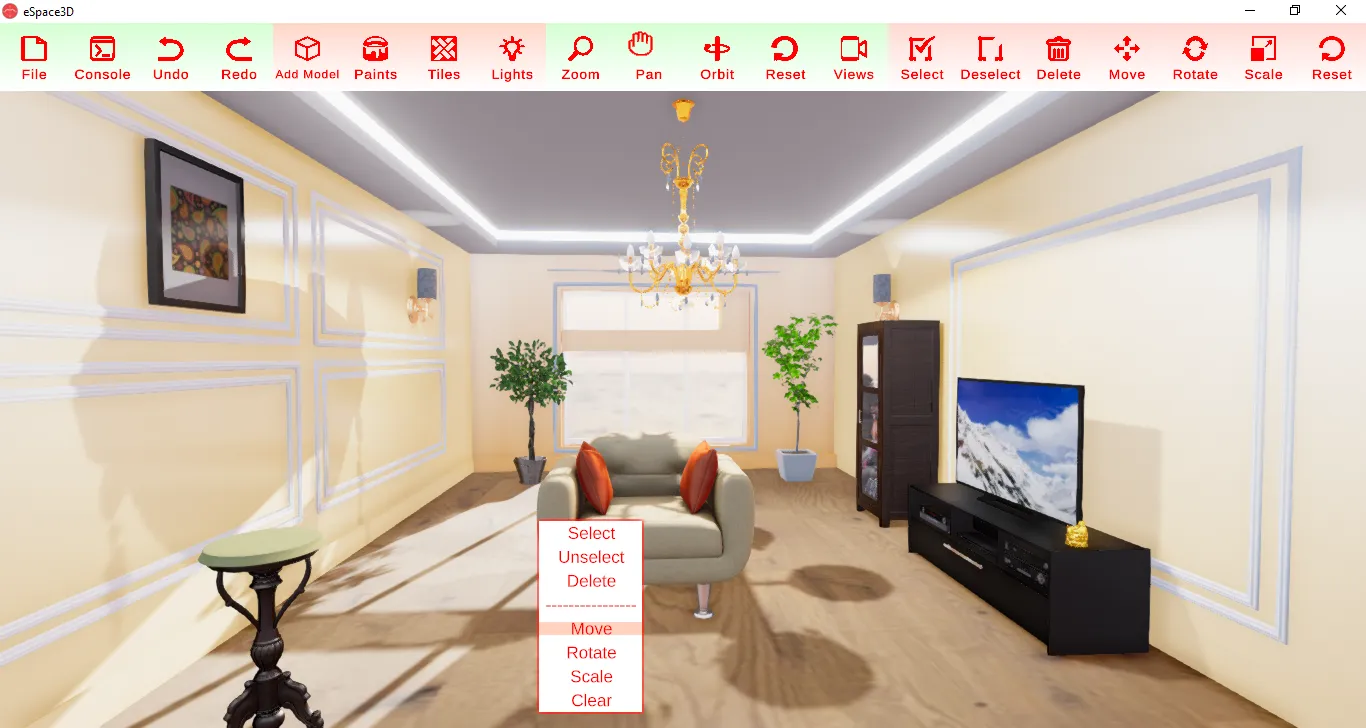 eSpace3D
File Console Undo Redo Add Model Paints Tiles Lights Zoom Pan Orbit Reset Views Select Deselect Delete Move Rotate Scale Reset
Select
Unselect
Delete
----------------
Move
Rotate
Scale
Clear